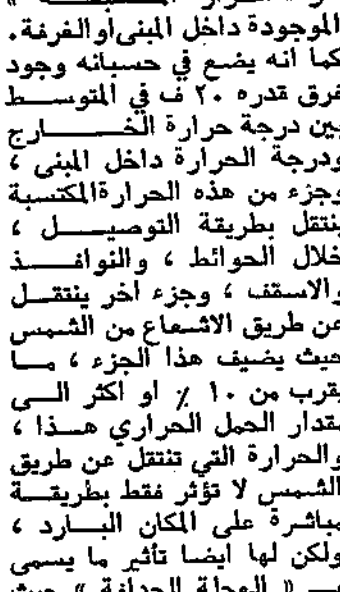 الموجودة داخل المبنى أو الغرفة.
كما انه يضع في حسبانه وجود
فرق قدره ٢٠ ف في المتوسط
بين درجة حرارة الخارج
ودرجة الحرارة داخل المبنى ،
وجزء من هذه الحرارة المكتسبة
ينتقل بطريقة التوصيل ،
خلال الحوائط ، والنوافذ
والاسقف ، وجزء اخر ينتقل
عن طريق الاشعاع من الشمس
حيث يضيف هذا الجزء ، ما
يقرب من ١٠ ٪ او اكثر الى
مقدار الحمل الحراري هذا ،
والحرارة التي تنتقل عن طريق
الشمس لا تؤثر فقط بطريقة
مباشرة على المكان البارد ،
ولكن لها ايضا تأثير ما يسمى
« العجلة الحدافة » حيث